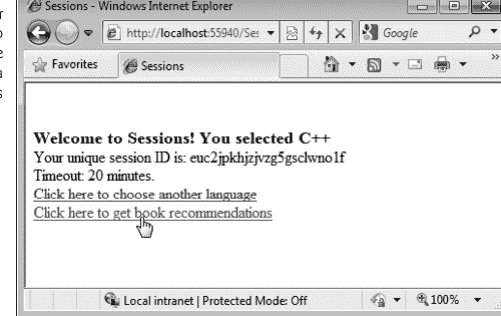 Sessions - Windows Internet Explorer
http://localhost:55940/Se
Google
Favorites
Sessions
Welcome to Sessions! You selected C++
Your unique session ID is: euc2jpkhjzjvzg5gsclwno1f
Timeout: 20 minutes.
Click here to choose another language
Click here to get book recommendations
Local intranet | Protected Mode: Off
100%